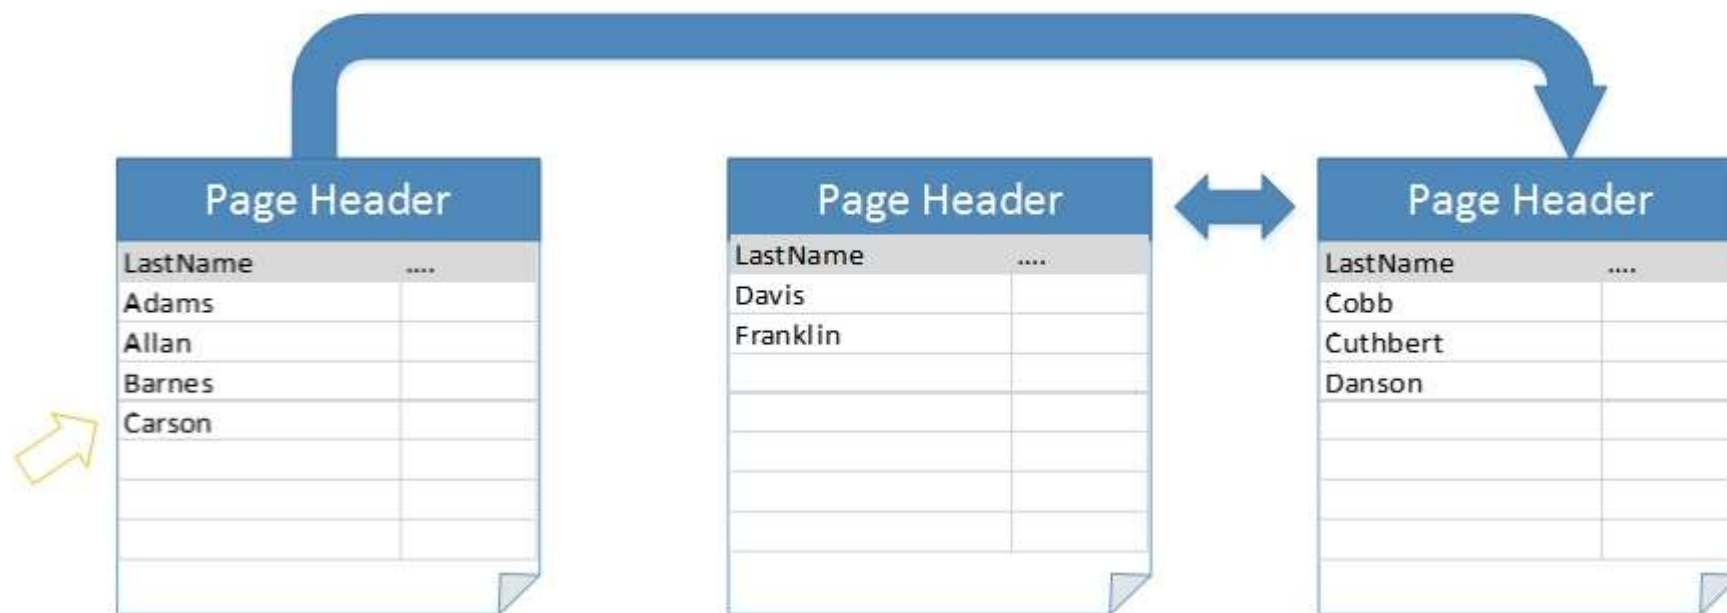 Page Header
LastName ....
Adams
Allan
Barnes
Carson
Page Header
LastName ....
Davis
Franklin
Page Header
LastName ....
Cobb
Cuthbert
Danson